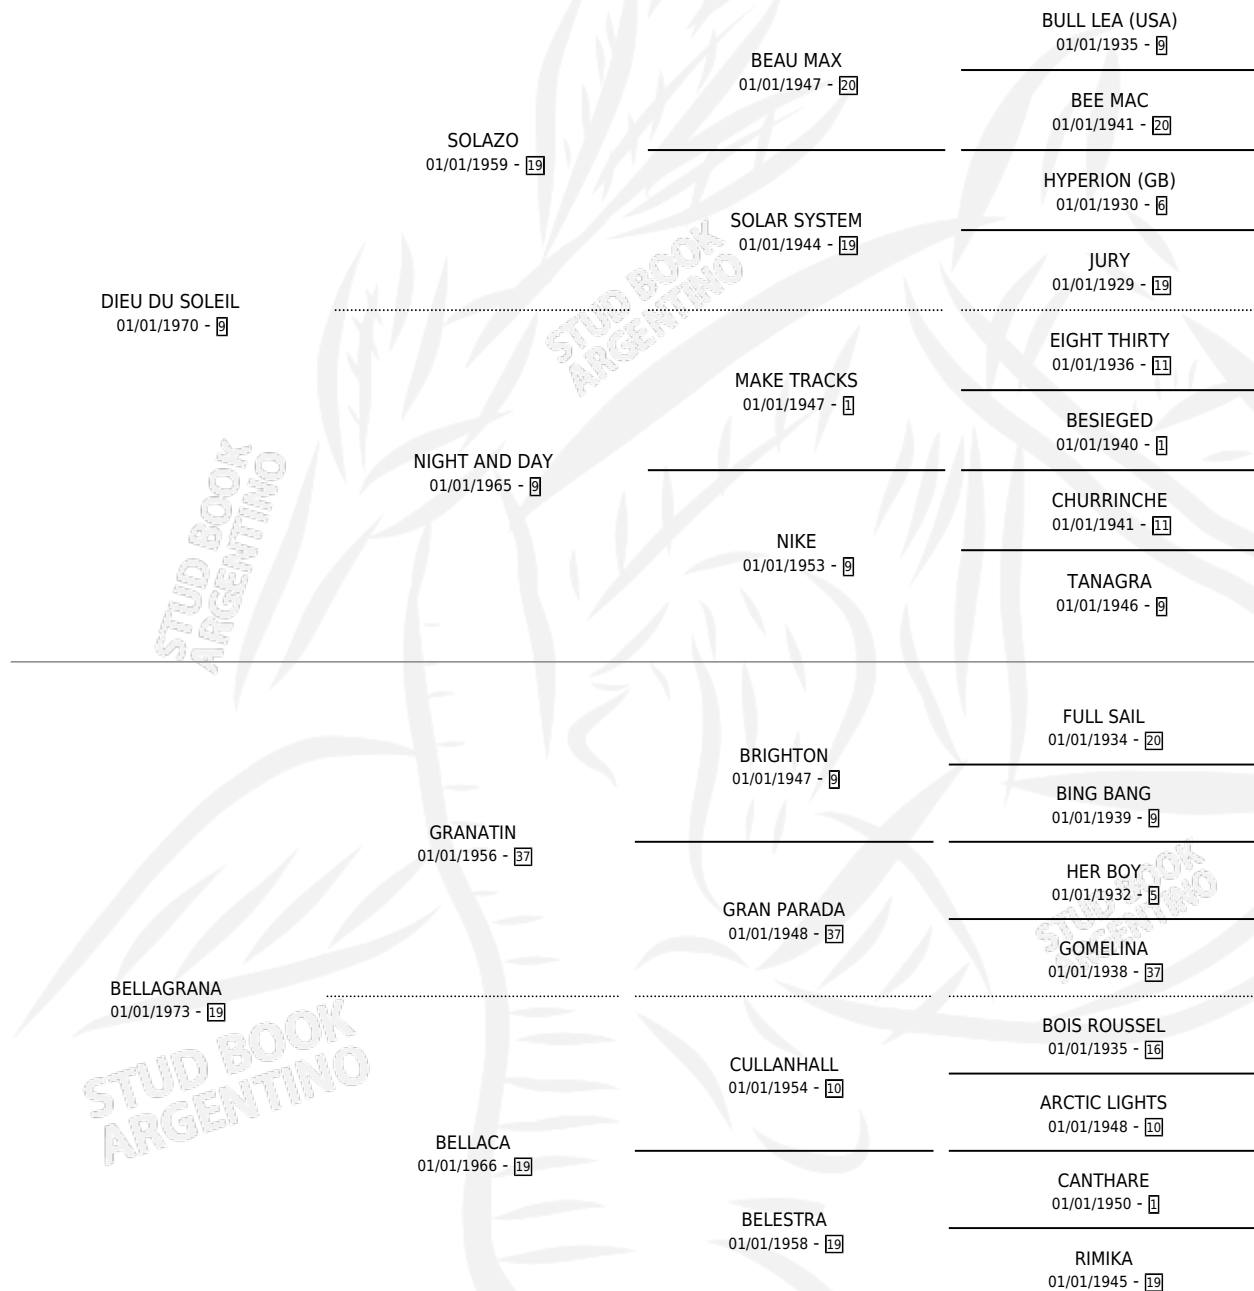 BULL LEA (USA)
01/01/1935 - 9
BEAU MAX
01/01/1947 - 20
BEE MAC
01/01/1941 - 20
SOLAZO
01/01/1959 - 19
HYPERION (GB)
01/01/1930 - 6
SOLAR SYSTEM
01/01/1944 - 19
JURY
01/01/1929 - 19
DIEU DU SOLEIL
01/01/1970 - 9
STUD BOOK
ARGENTINO
EIGHT THIRTY
01/01/1936 - 11
MAKE TRACKS
01/01/1947 - 1
BESIEGED
01/01/1940 - 1
NIGHT AND DAY
01/01/1965 - 9
CHURRINCHE
01/01/1941 - 11
NIKE
01/01/1953 - 9
TANAGRA
01/01/1946 - 9
STUD BOOK
ARGENTINO
FULL SAIL
01/01/1934 - 20
BRIGHTON
01/01/1947 - 9
BING BANG
01/01/1939 - 9
GRANATIN
01/01/1956 - 37
HER BOY
01/01/1932 - 5
GRAN PARADA
01/01/1948 - 37
STUD BOOK
ARGENTINO
GOMELINA
01/01/1938 - 37
BELLAGRANA
01/01/1973 - 19
BOIS ROUSSEL
01/01/1935 - 16
CULLANHALL
01/01/1954 - 10
STUD BOOK
ARGENTINO
ARCTIC LIGHTS
01/01/1948 - 10
BELLACA
01/01/1966 - 19
CANTHARE
01/01/1950 - 1
BELESTRA
01/01/1958 - 19
RIMIKA
01/01/1945 - 19